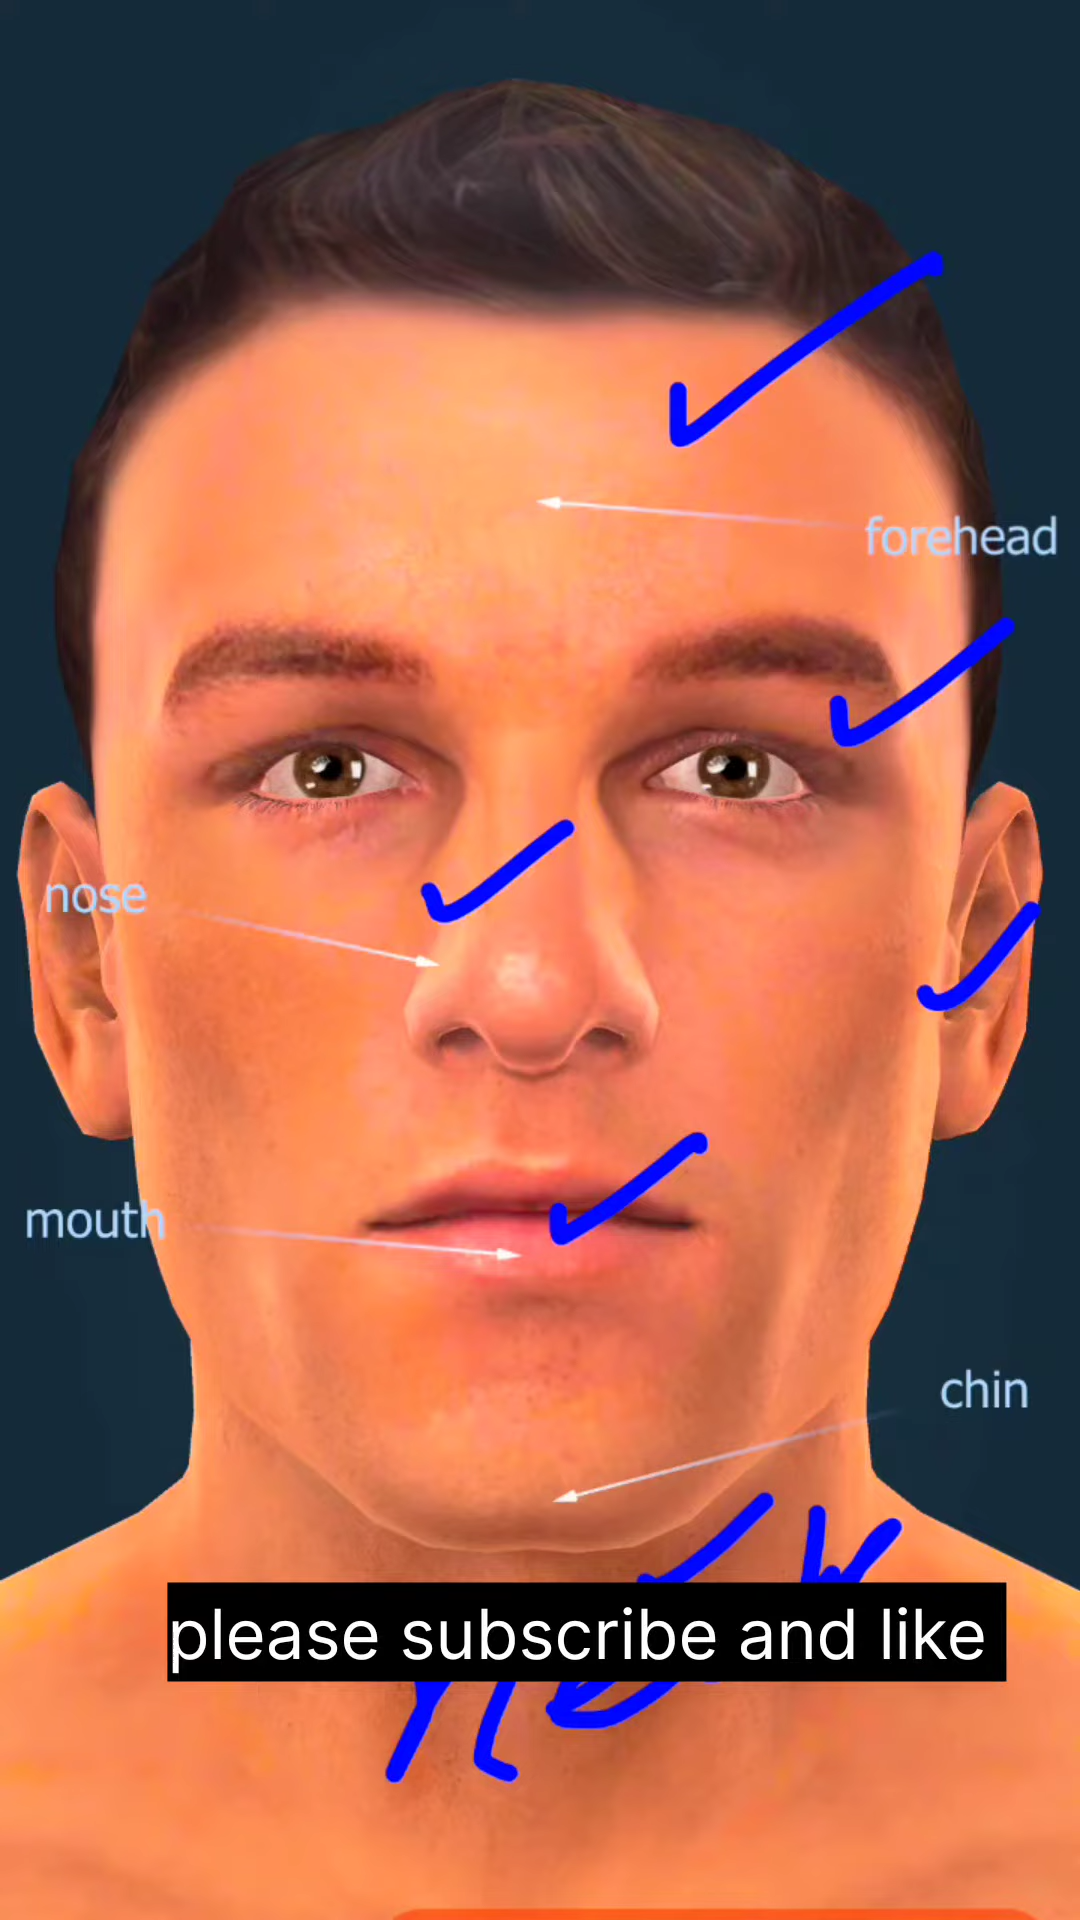 forehead
nose
mouth
chin
please subscribe and like